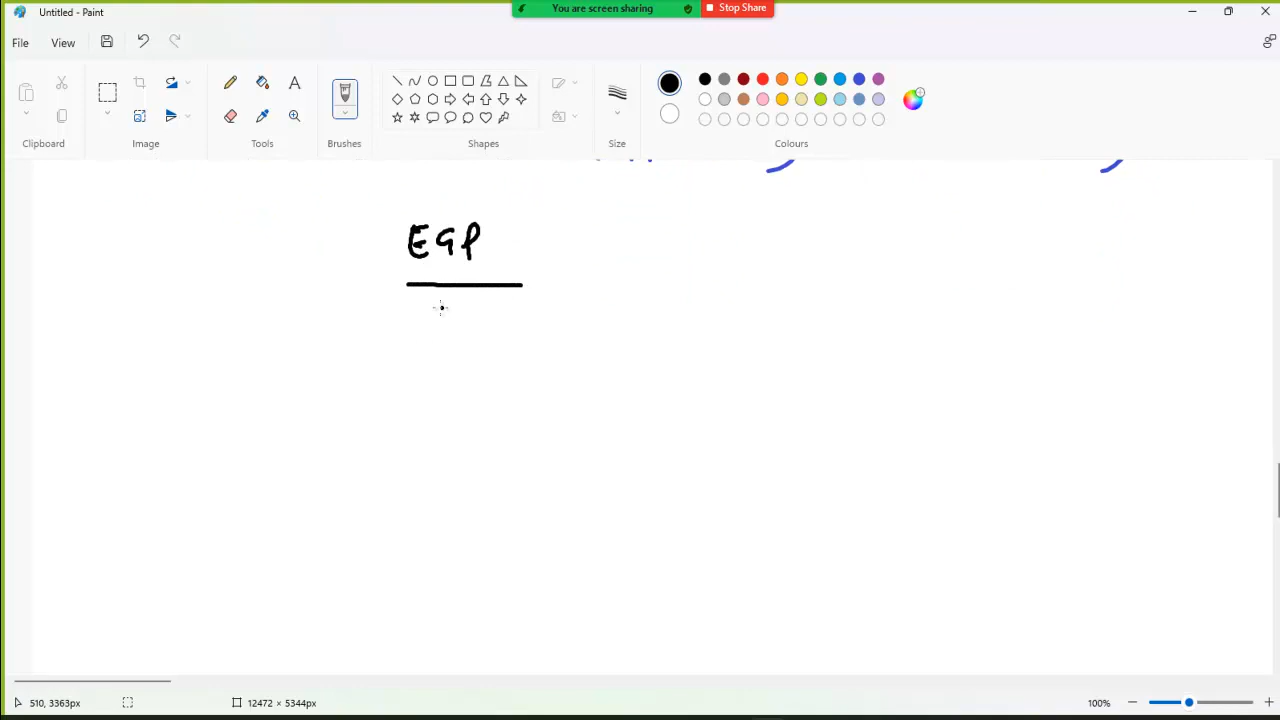 Untitled - Paint
You are screen sharing
Stop Share
File
View
Clipboard
Image
Tools
Brushes
Shapes
Size
Colours
EGP
510, 3363px
12472 × 5344px
100%